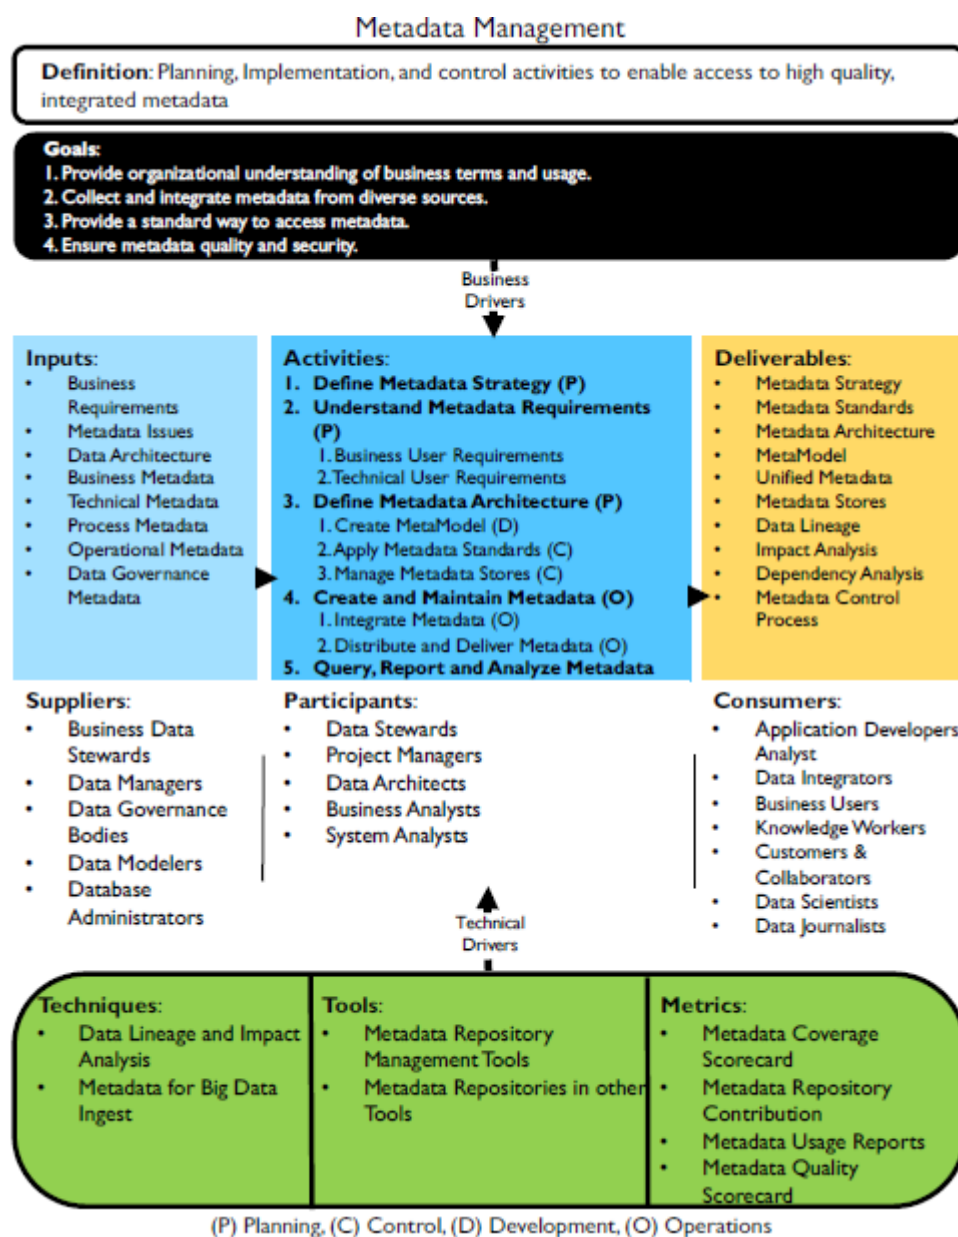 Metadata Management
Definition: Planning, Implementation, and control activities to enable access to high quality,
integrated metadata
Goals:
1. Provide organizational understanding of business terms and usage.
2. Collect and integrate metadata from diverse sources.
3. Provide a standard way to access metadata.
4. Ensure metadata quality and security.
Business
Drivers
Inputs:
• Business
Requirements
• Metadata Issues
• Data Architecture
• Business Metadata
• Technical Metadata
• Process Metadata
• Operational Metadata
• Data Governance
Metadata
Activities:
1. Define Metadata Strategy (P)
2. Understand Metadata Requirements
(P)
1. Business User Requirements
2. Technical User Requirements
3. Define Metadata Architecture (P)
1. Create MetaModel (D)
2. Apply Metadata Standards (C)
3. Manage Metadata Stores (C)
4. Create and Maintain Metadata (O)
1. Integrate Metadata (O)
2. Distribute and Deliver Metadata (O)
5. Query, Report and Analyze Metadata
Deliverables:
• Metadata Strategy
• Metadata Standards
• Metadata Architecture
• MetaModel
• Unified Metadata
• Metadata Stores
• Data Lineage
• Impact Analysis
• Dependency Analysis
• Metadata Control
Process
Suppliers:
• Business Data
Stewards
• Data Managers
• Data Governance
Bodies
• Data Modelers
• Database
Administrators
Participants:
• Data Stewards
• Project Managers
• Data Architects
• Business Analysts
• System Analysts
Consumers:
• Application Developers
Analyst
• Data Integrators
• Business Users
• Knowledge Workers
• Customers &
Collaborators
• Data Scientists
• Data Journalists
Technical
Drivers
Techniques:
• Data Lineage and Impact
Analysis
• Metadata for Big Data
Ingest
Tools:
• Metadata Repository
Management Tools
• Metadata Repositories in other
Tools
Metrics:
• Metadata Coverage
Scorecard
• Metadata Repository
Contribution
• Metadata Usage Reports
• Metadata Quality
Scorecard
(P) Planning, (C) Control, (D) Development, (O) Operations